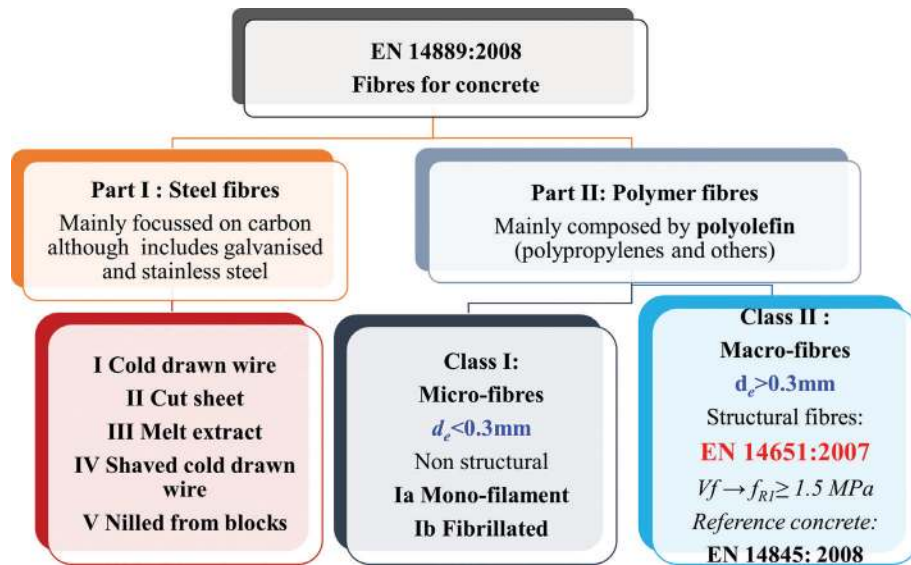 EN 14889:2008
Fibres for concrete
Part I : Steel fibres
Mainly focussed on carbon
although includes galvanised
and stainless steel
Part II: Polymer fibres
Mainly composed by polyolefin
(polypropylenes and others)
I Cold drawn wire
II Cut sheet
III Melt extract
IV Shaved cold drawn
wire
V Nilled from blocks
Class I:
Micro-fibres
de<0.3mm
Non structural
Ia Mono-filament
Ib Fibrillated
Class II :
Macro-fibres
de>0.3mm
Structural fibres:
EN 14651:2007
Vf → fR1≥ 1.5 MPa
Reference concrete:
EN 14845: 2008